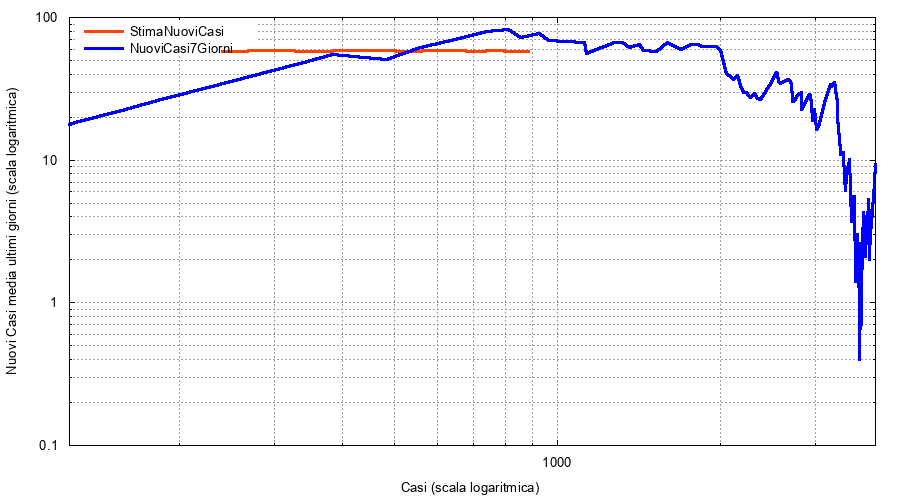 100
10
1
0.1
StimaNuoviCasi
NuoviCasi7Giorni
Nuovi Casi media ultimi giorni (scala logaritmica)
1000
Casi (scala logaritmica)